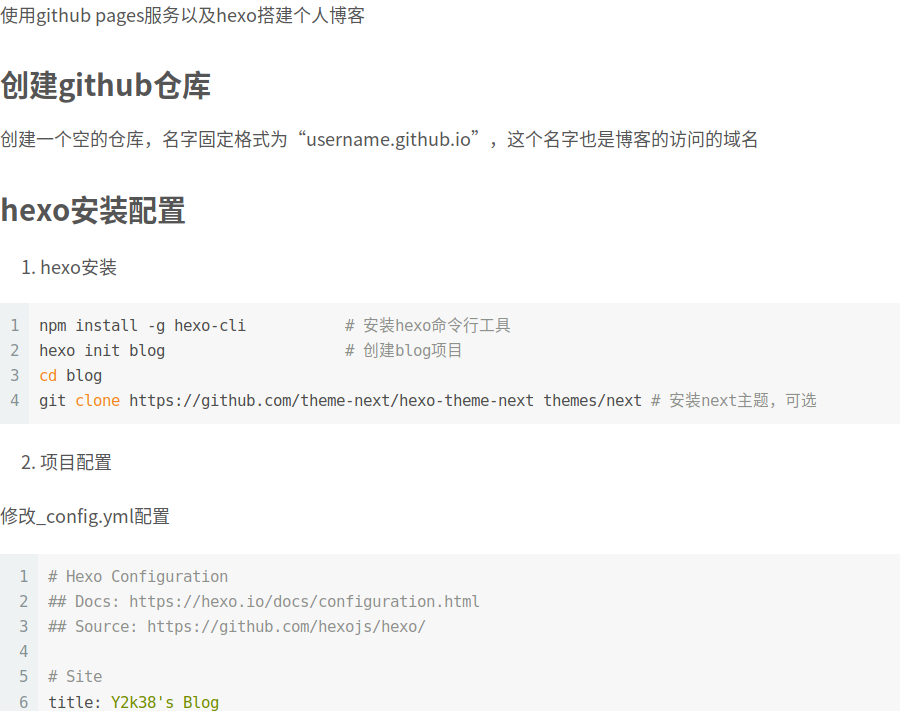 使用github pages服务以及hexo搭建个人博客
创建github仓库
创建一个空的仓库，名字固定格式为“username.github.io”，这个名字也是博客的访问的域名
hexo安装配置
1. hexo安装
1 npm install -g hexo-cli # 安装hexo命令行工具
2 hexo init blog # 创建blog项目
3 cd blog
4 git clone https://github.com/theme-next/hexo-theme-next themes/next # 安装next主题，可选
2. 项目配置
修改_config.yml配置
1 # Hexo Configuration
2 ## Docs: https://hexo.io/docs/configuration.html
3 ## Source: https://github.com/hexojs/hexo/
4
5 # Site
6 title: Y2k38's Blog